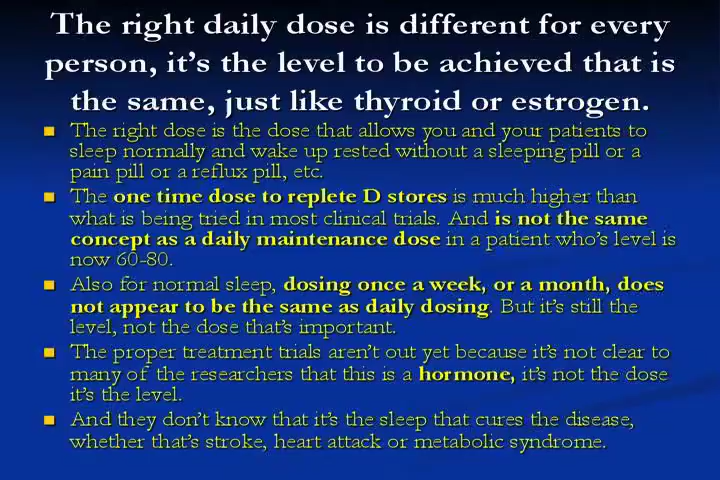 The right daily dose is different for every
person, it's the level to be achieved that is
the same, just like thyroid or estrogen.
The right dose is the dose that allows you and your patients to
sleep normally and wake up rested without a sleeping pill or a
pain pill or a reflux pill, etc.
The one time dose to replete D stores is much higher than
what is being tried in most clinical trials. And is not the same
concept as a daily maintenance dose in a patient who's level is
now 60-80.
Also for normal sleep, dosing once a week, or a month, does
not appear to be the same as daily dosing. But it's still the
level, not the dose that's important.
The proper treatment trials aren't out yet because it's not clear to
many of the researchers that this is a hormone, it's not the dose
it's the level.
And they don't know that it's the sleep that cures the disease,
whether that's stroke, heart attack or metabolic syndrome.